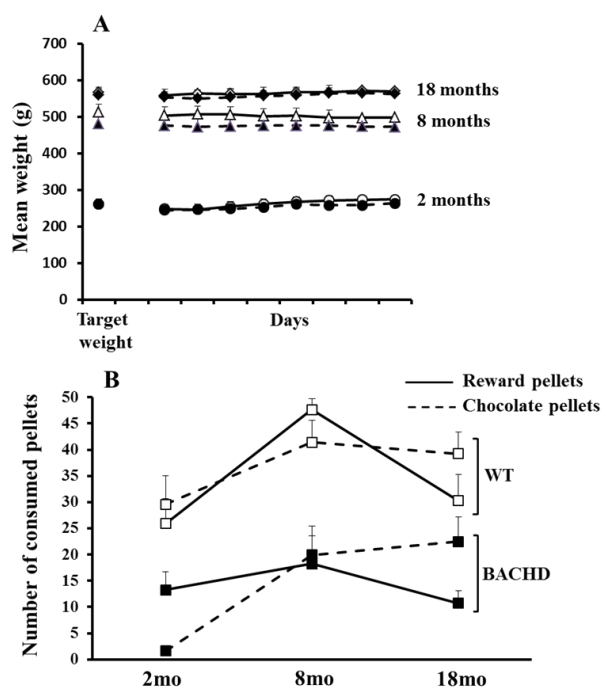 A
Mean weight (g)
700
600
500
400
300
200
100
0
18 months
8 months
2 months
Target
weight
Days
B
Reward pellets
Chocolate pellets
Number of consumed pellets
50
45
40
35
30
25
20
15
10
5
0
WT
BACHD
2mo
8mo
18mo